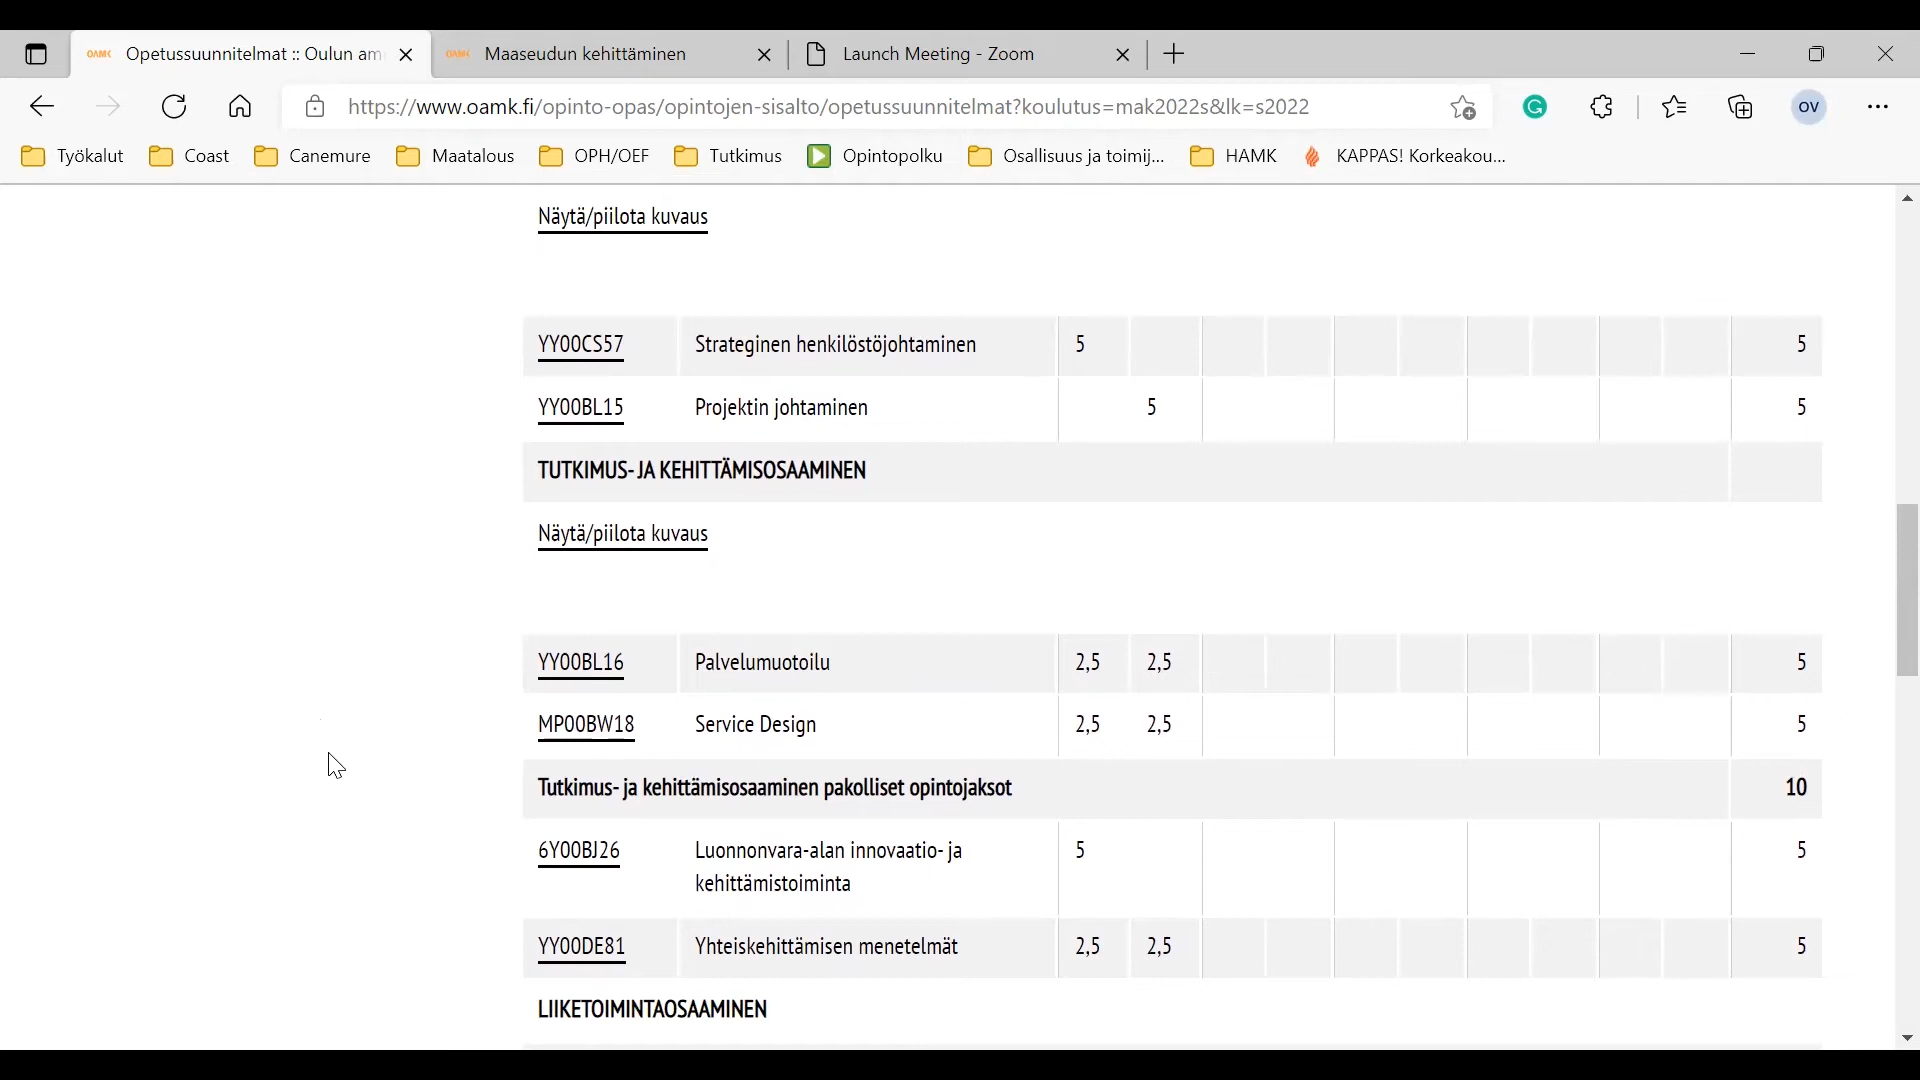 OAMK Opetussuunnitelmat :: Oulun am
OAMK Maaseudun kehittäminen
Launch Meeting - Zoom
https://www.oamk.fi/opinto-opas/opintojen-sisalto/opetussuunnitelmat?koulutus=mak2022s&lk=s2022
OV
Työkalut Coast Canemure Maatalous OPH/OEF Tutkimus Opintopolku Osallisuus ja toimij... HAMK KAPPAS! Korkeakou...
Näytä/piilota kuvaus
YY00CS57 Strateginen henkilöstöjohtaminen 5 5
YY00BL15 Projektin johtaminen 5 5
TUTKIMUS- JA KEHITTÄMISOSAAMINEN
Näytä/piilota kuvaus
YY00BL16 Palvelumuotoilu 2,5 2,5 5
MP00BW18 Service Design 2,5 2,5 5
Tutkimus- ja kehittämisosaaminen pakolliset opintojaksot 10
6Y00BJ26 Luonnonvara-alan innovaatio- ja 5 5
kehittämistoiminta
YY00DE81 Yhteiskehittämisen menetelmät 2,5 2,5 5
LIIKETOIMINTAOSAAMINEN